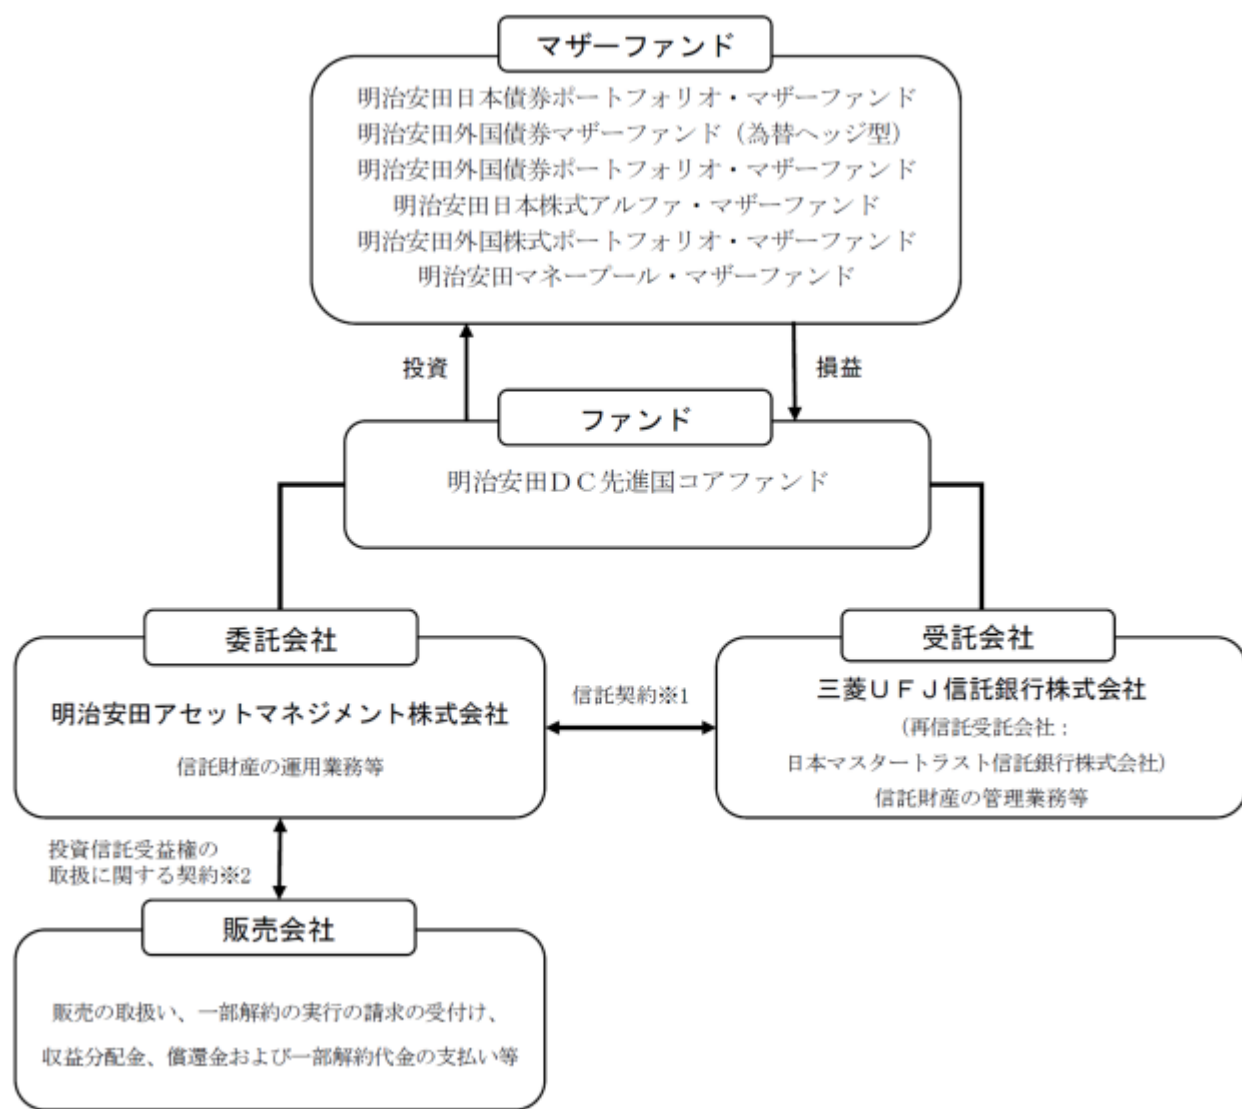 マザーファンド
明治安田日本債券ポートフォリオ・マザーファンド
明治安田外国債券マザーファンド（為替ヘッジ型）
明治安田外国債券ポートフォリオ・マザーファンド
明治安田日本株式アルファ・マザーファンド
明治安田外国株式ポートフォリオ・マザーファンド
明治安田マネープール・マザーファンド
投資
損益
ファンド
明治安田ＤＣ先進国コアファンド
委託会社
明治安田アセットマネジメント株式会社
信託財産の運用業務等
信託契約※1
受託会社
三菱ＵＦＪ信託銀行株式会社
（再信託受託会社：
日本マスタートラスト信託銀行株式会社）
信託財産の管理業務等
投資信託受益権の
取扱に関する契約※2
販売会社
販売の取扱い、一部解約の実行の請求の受付け、
収益分配金、償還金および一部解約代金の支払い等